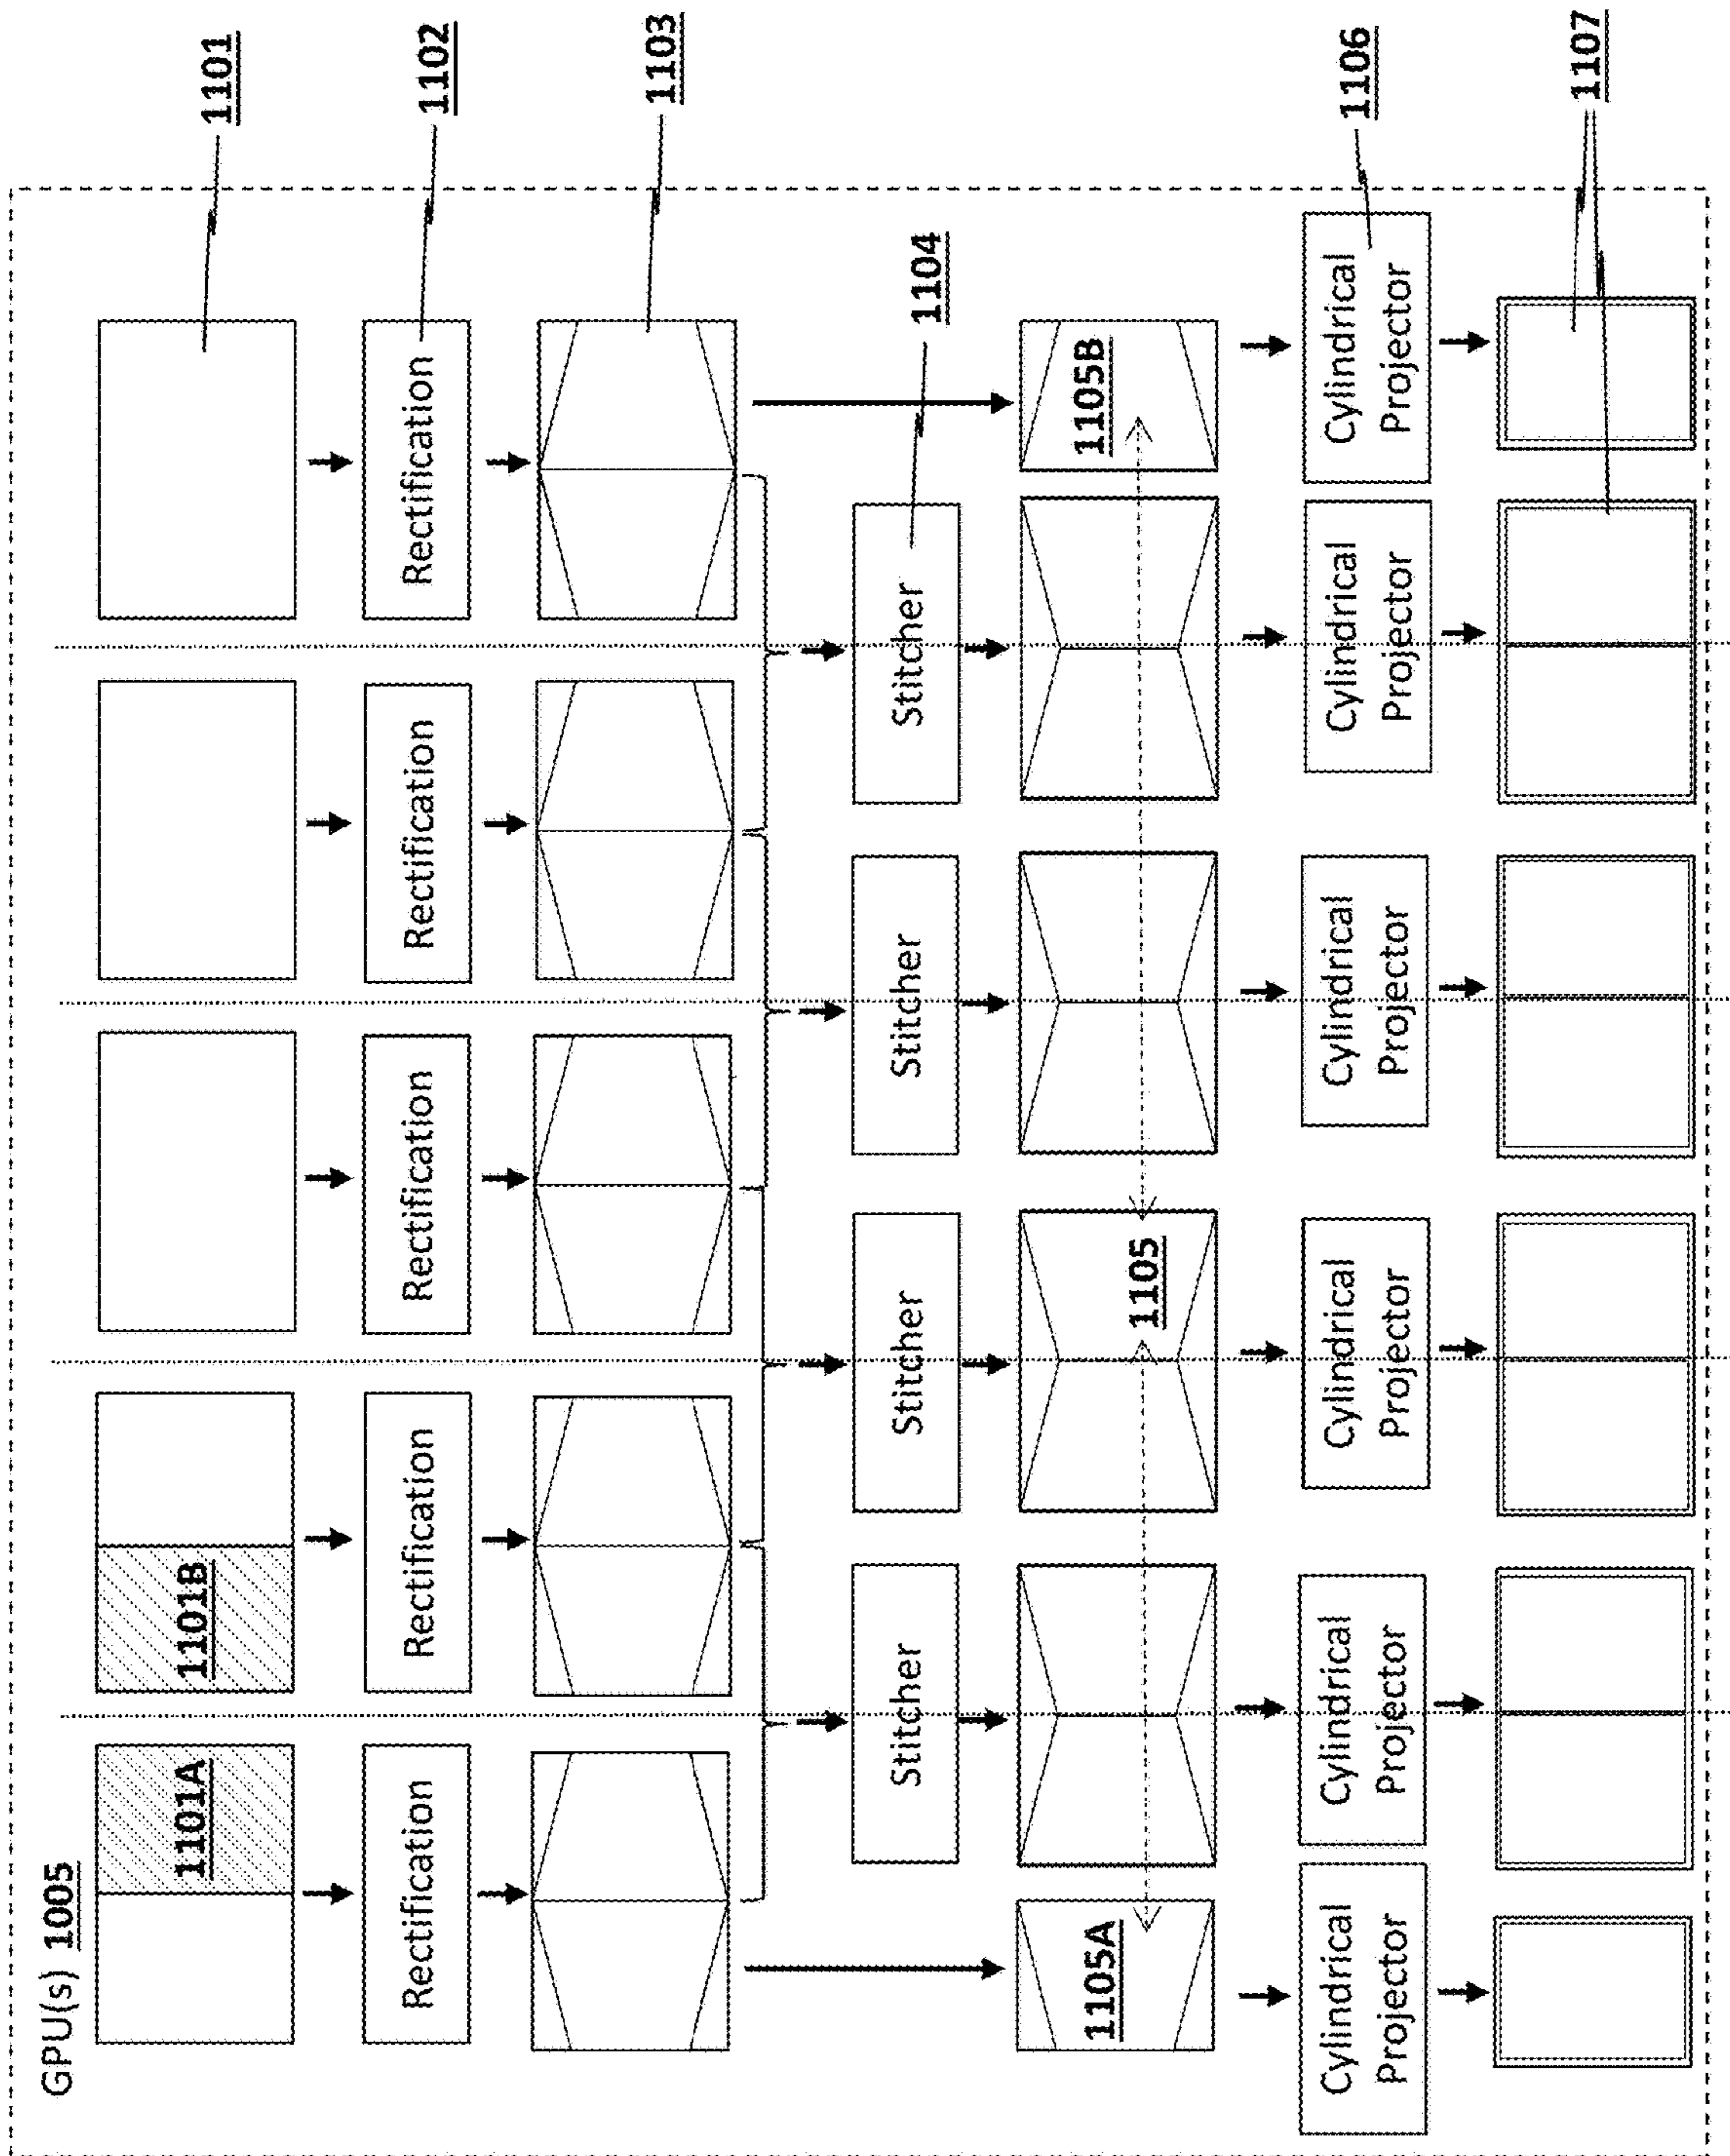 GPU(s) 1005
1101A
1101B
1101
Rectification
Rectification
Rectification
Rectification
Rectification
1102
1103
Stitcher
Stitcher
Stitcher
Stitcher
1104
1105A
1105
1105B
Cylindrical
Projector
Cylindrical
Projector
Cylindrical
Projector
Cylindrical
Projector
Cylindrical
Projector
Cylindrical
Projector
1106
1107